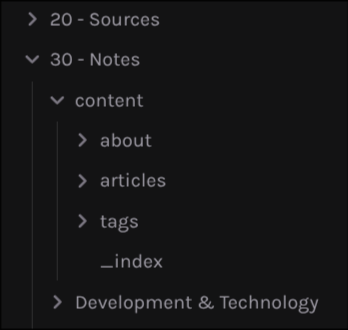 20 - Sources
30 - Notes
content
about
articles
tags
_index
Development & Technology